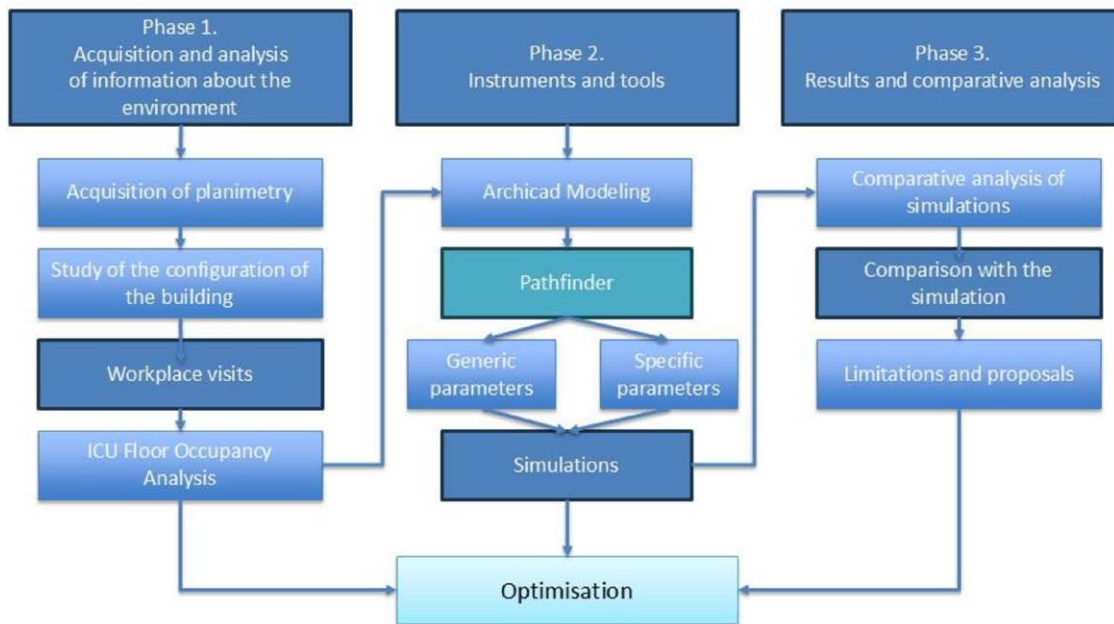 Phase 1.
Acquisition and analysis
of information about the
environment
Acquisition of planimetry
Study of the configuration of
the building
Workplace visits
ICU Floor Occupancy
Analysis
Phase 2.
Instruments and tools
Archicad Modeling
Pathfinder
Generic
parameters
Specific
parameters
Simulations
Phase 3.
Results and comparative analysis
Comparative analysis of
simulations
Comparison with the
simulation
Limitations and proposals
Optimisation